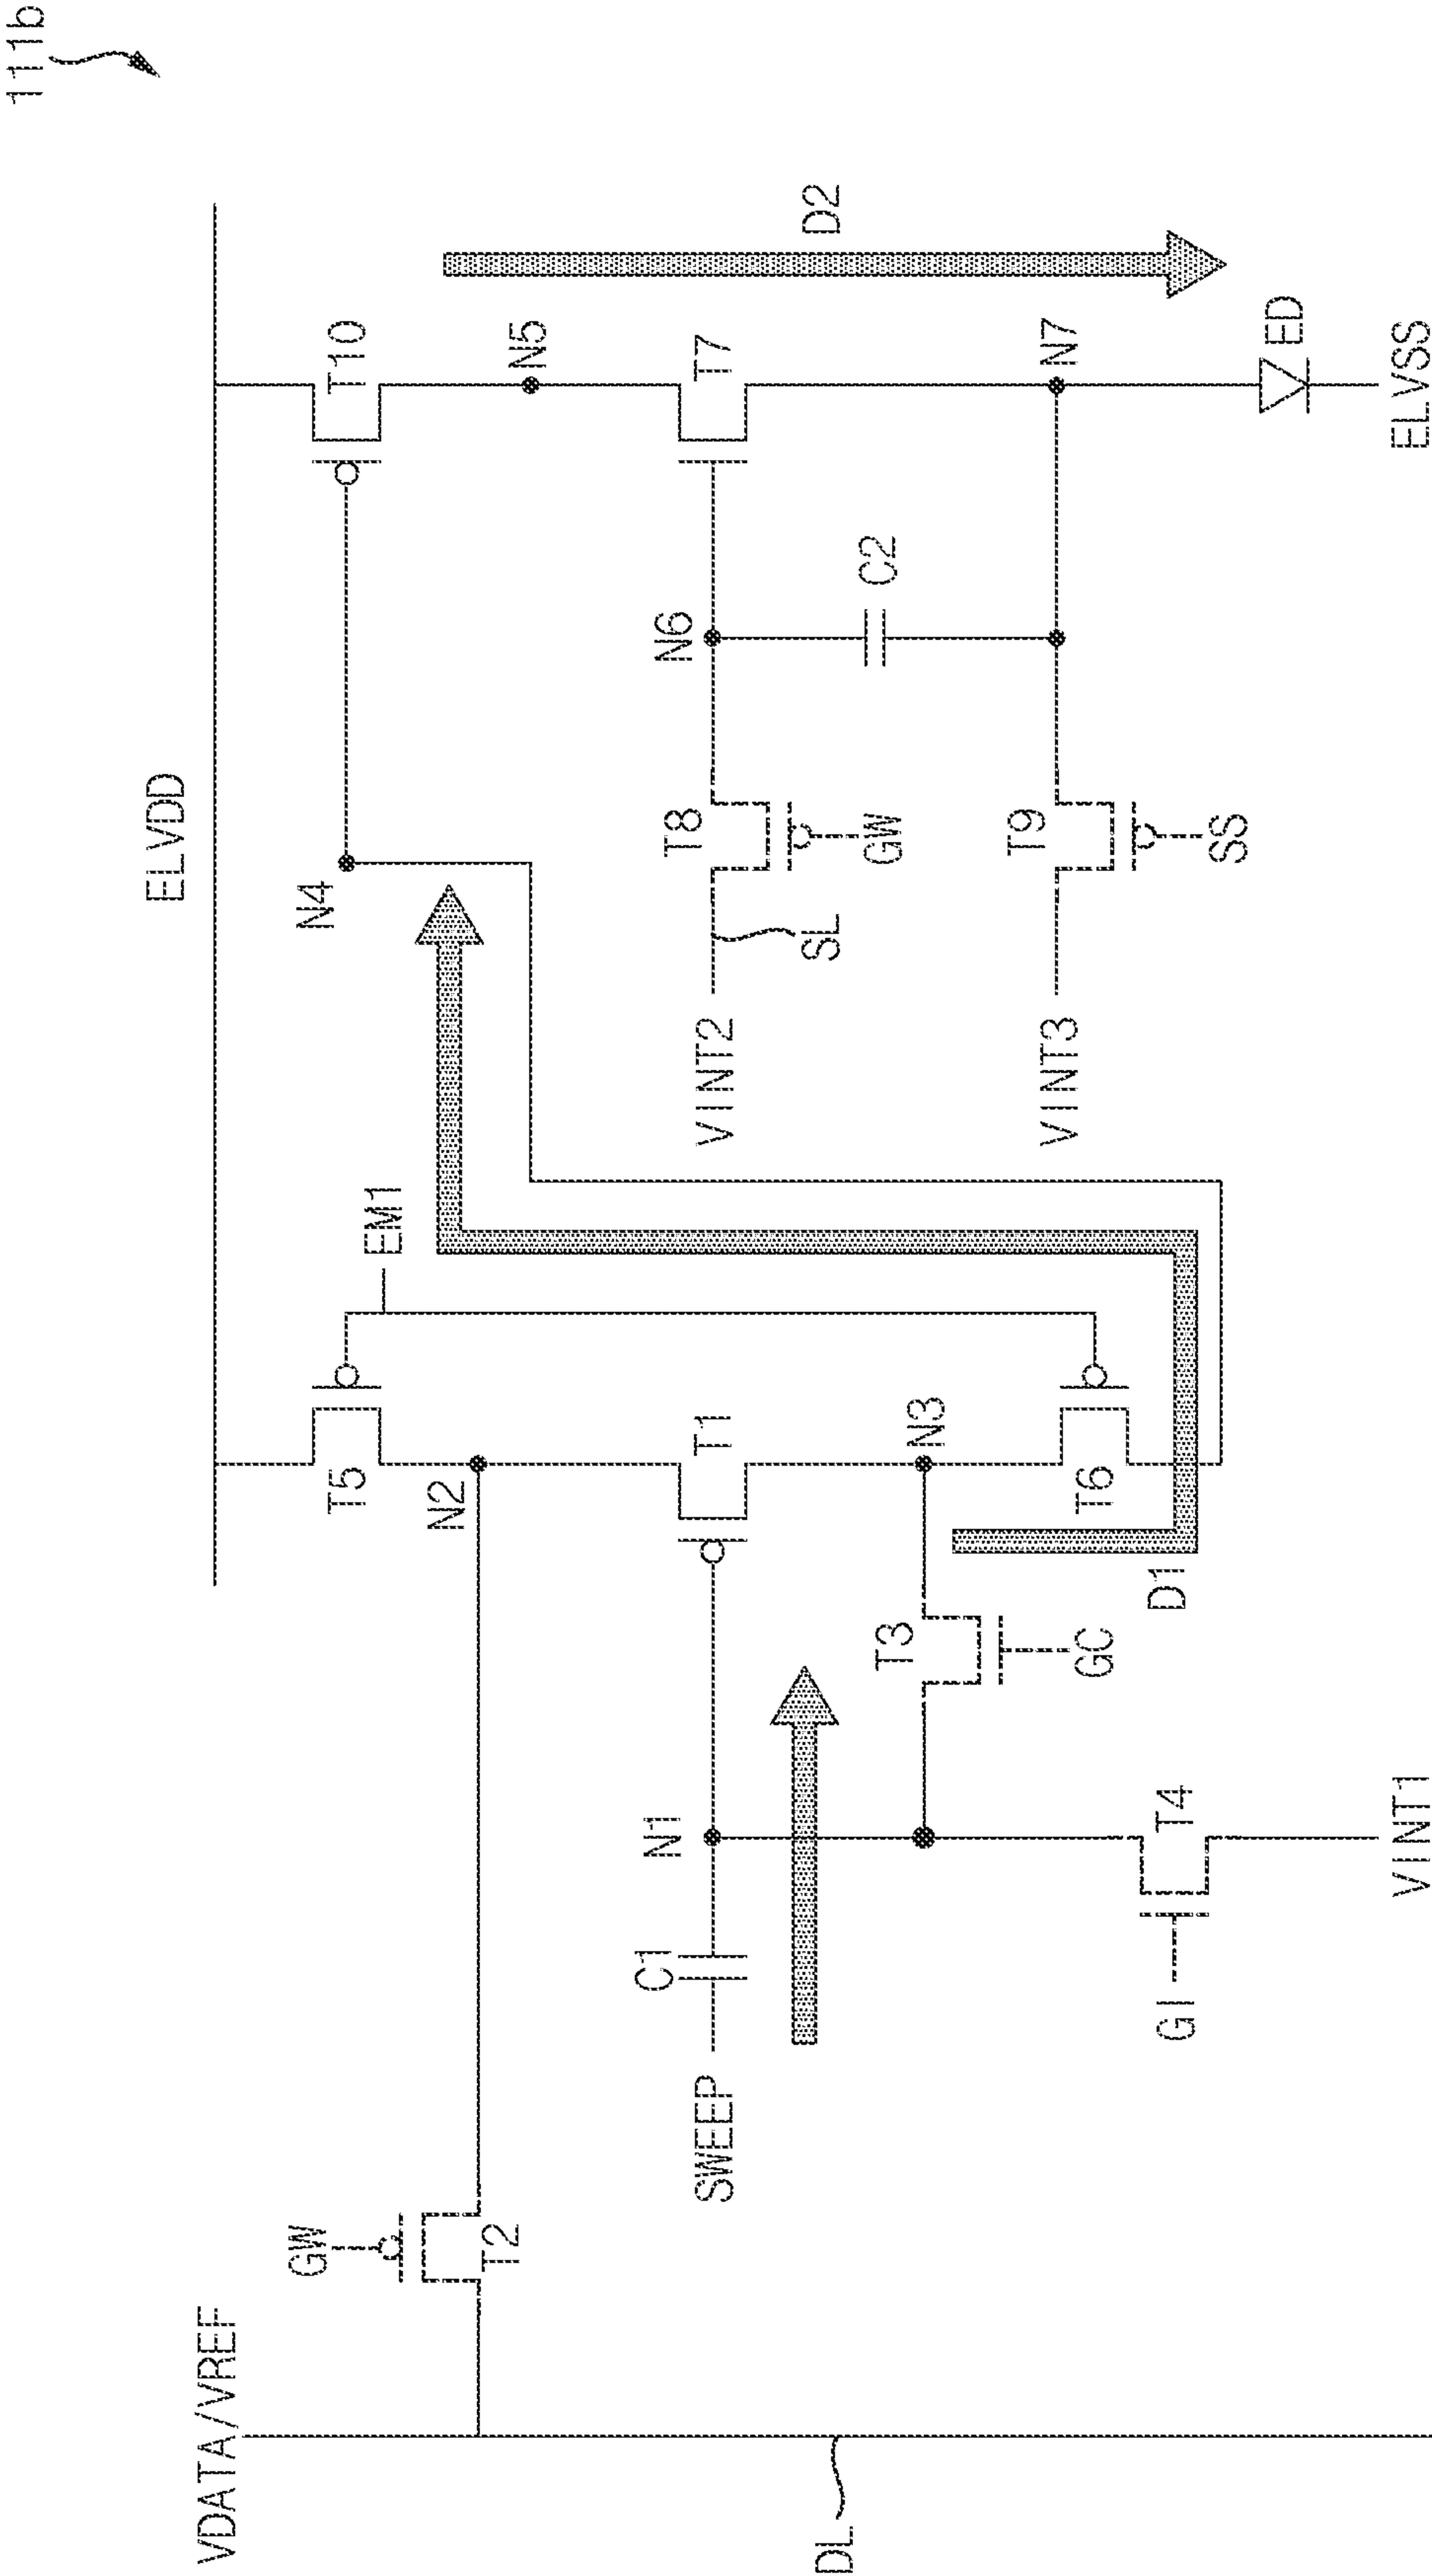 111b
VDATA/VREF
ELVDD
GW
T5
EM1
N4
T10
N2
T2
N5
C1
N1
T1
N6
T7
D2
SWEEP
VINT2
T8
DL
SL
GW
C2
T3
N3
GC
T6
VINT3
T9
N7
GI
T4
D1
SS
ED
VINT1
ELVSS